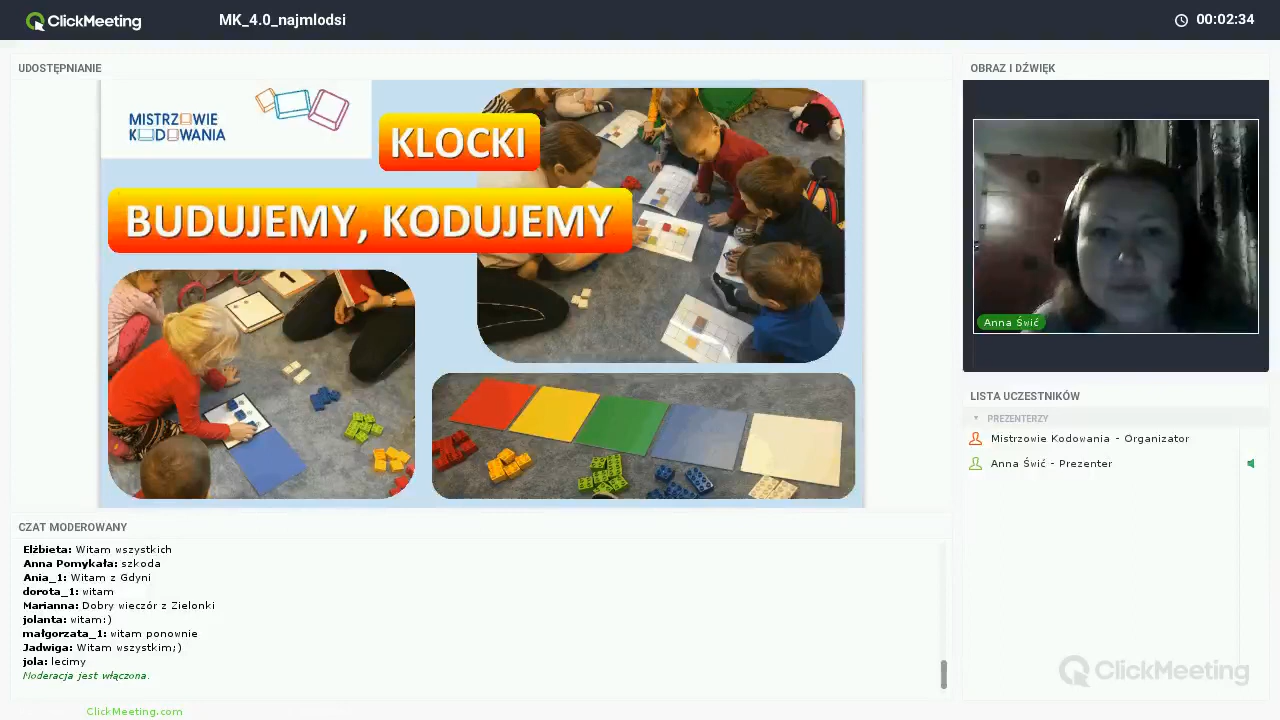 ClickMeeting
MK_4.0_najmlodsi
00:02:34
UDOSTĘPNIANIE
MISTRZOWIE
KODOWANIA
KLOCKI
BUDUJEMY, KODUJEMY
1
OBRAZ I DŹWIĘK
Anna Świć
LISTA UCZESTNIKÓW
PREZENTERZY
Mistrzowie Kodowania - Organizator
Anna Świć - Prezenter
CZAT MODEROWANY
Elżbieta: Witam wszystkich
Anna Pomykała: szkoda
Ania_1: Witam z Gdyni
dorota_1: witam
Marianna: Dobry wieczór z Zielonki
jolanta: witam:)
małgorzata_1: witam ponownie
Jadwiga: Witam wszystkim;)
jola: lecimy
Moderacja jest włączona.
ClickMeeting
ClickMeeting.com